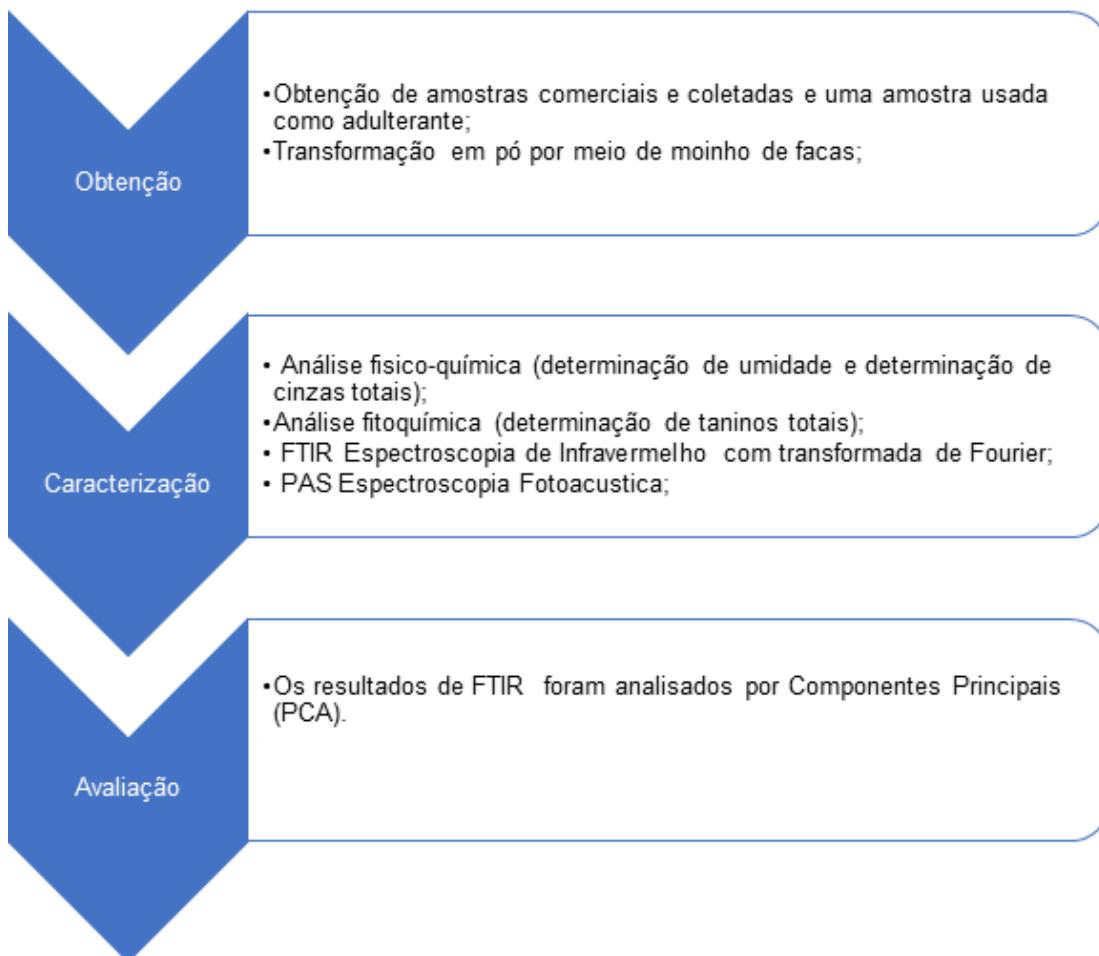 Obtenção
•Obtenção de amostras comerciais e coletadas e uma amostra usada
como adulterante;
•Transformação em pó por meio de moinho de facas;
Caracterização
• Análise fisico-química (determinação de umidade e determinação de
cinzas totais);
•Análise fitoquímica (determinação de taninos totais);
• FTIR Espectroscopia de Infravermelho com transformada de Fourier;
• PAS Espectroscopia Fotoacustica;
Avaliação
•Os resultados de FTIR foram analisados por Componentes Principais
(PCA).